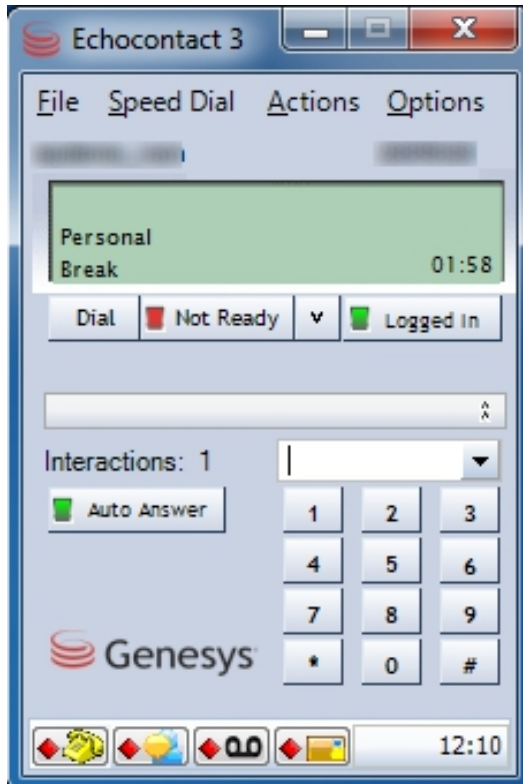 Echocontact 3
File Speed Dial Actions Options
Personal
Break 01:58
Dial Not Ready v Logged In
Interactions: 1
Auto Answer 1 2 3
4 5 6
7 8 9
Genesys * 0 #
12:10